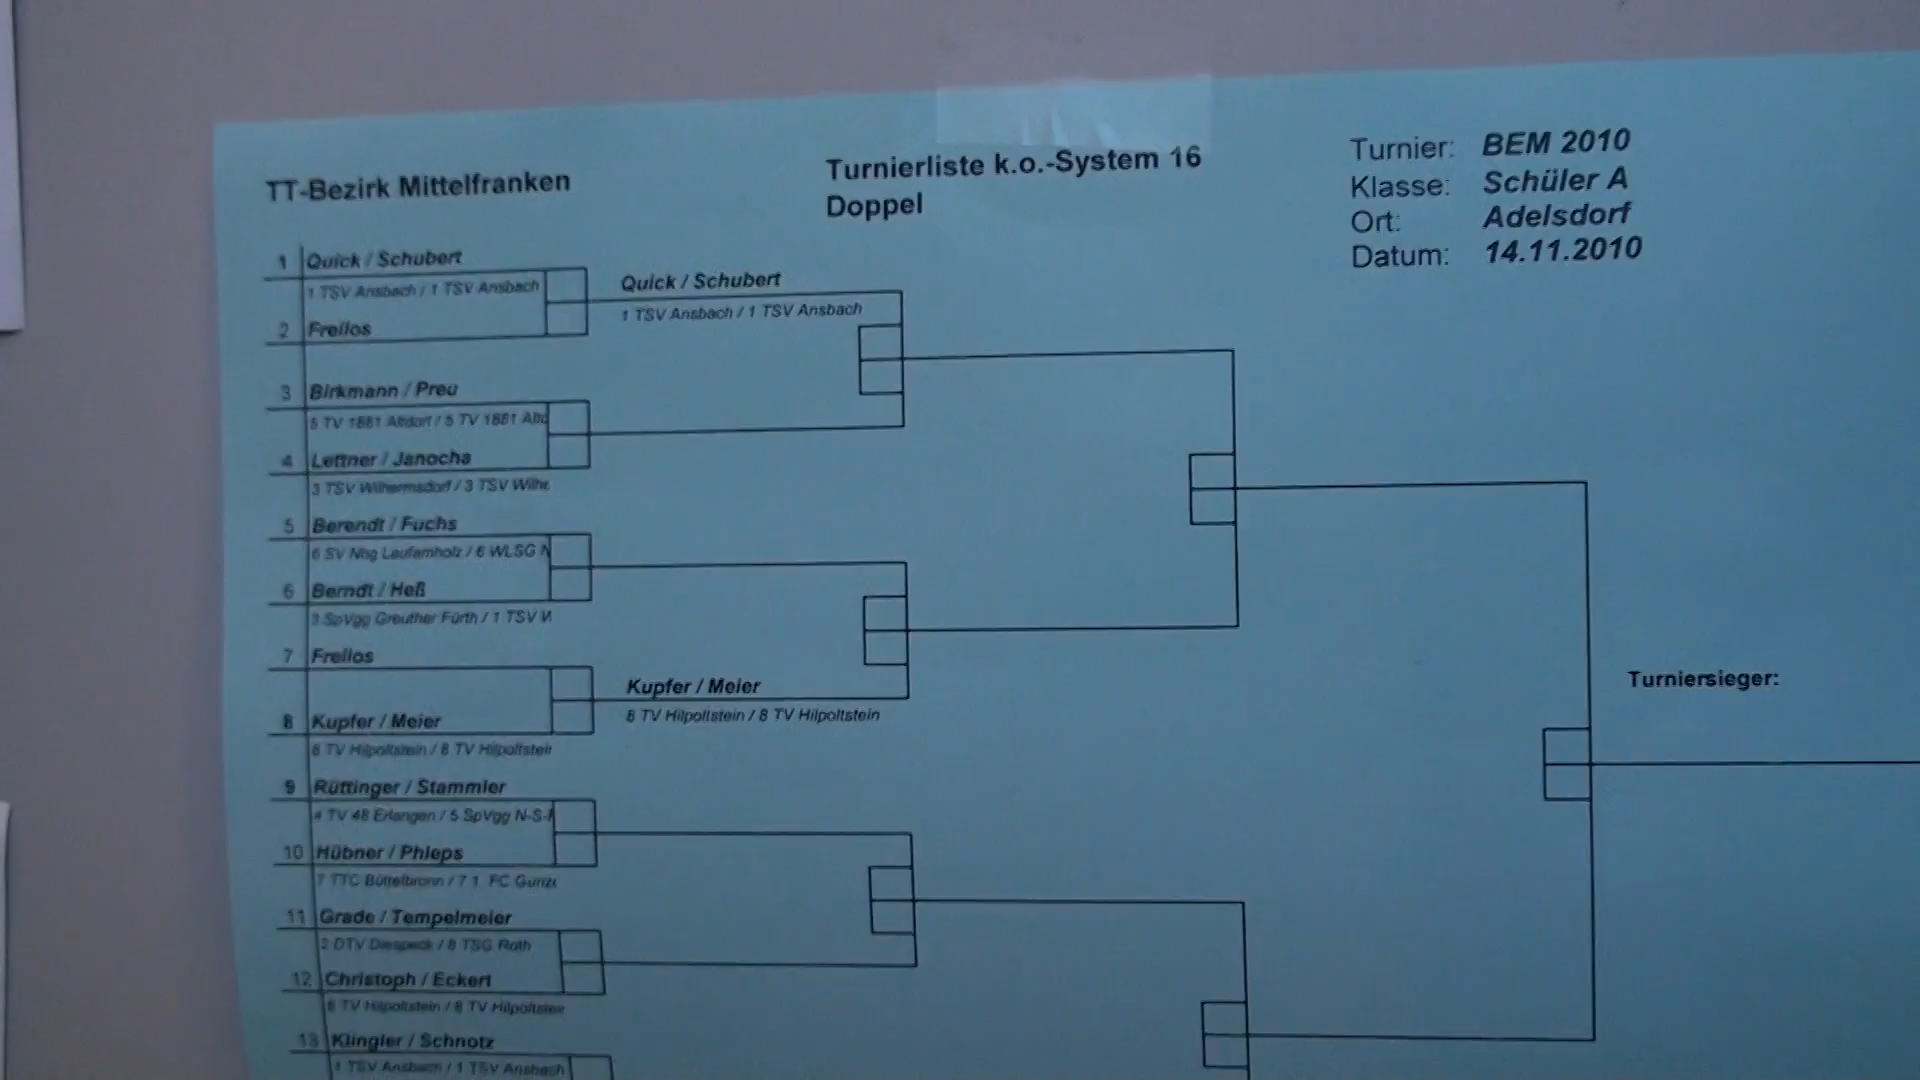 TT-Bezirk Mittelfranken
Turnierliste k.o.-System 16
Doppel
Turnier: BEM 2010
Klasse: Schüler A
Ort: Adelsdorf
Datum: 14.11.2010
1 Quick / Schubert
1 TSV Ansbach / 1 TSV Ansbach
2 Freilos
Quick / Schubert
1 TSV Ansbach / 1 TSV Ansbach
3 Birkmann / Preu
5 TV 1881 Altdorf / 5 TV 1881 Altd
4 Lettner / Janocha
3 TSV Wilhermsdorf / 3 TSV Wilhe
5 Berendt / Fuchs
6 SV Nbg Laufamholz / 6 WLSG N
6 Berndt / Heß
3 SpVgg Greuther Fürth / 1 TSV W
7 Freilos
8 Kupfer / Meier
8 TV Hilpoltstein / 8 TV Hilpoltstein
Kupfer / Meier
8 TV Hilpoltstein / 8 TV Hilpoltstein
9 Rüttinger / Stammler
4 TV 48 Erlangen / 5 SpVgg N-S-F
10 Hübner / Phleps
7 TTC Büttelbronn / 7 1. FC Gunze
11 Grade / Tempelmeier
2 DTV Diespeck / 8 TSG Roth
12 Christoph / Eckert
8 TV Hilpoltstein / 8 TV Hilpoltstein
13 Klingler / Schnotz
1 TSV Ansbach / 1 TSV Ansbach
Turniersieger: